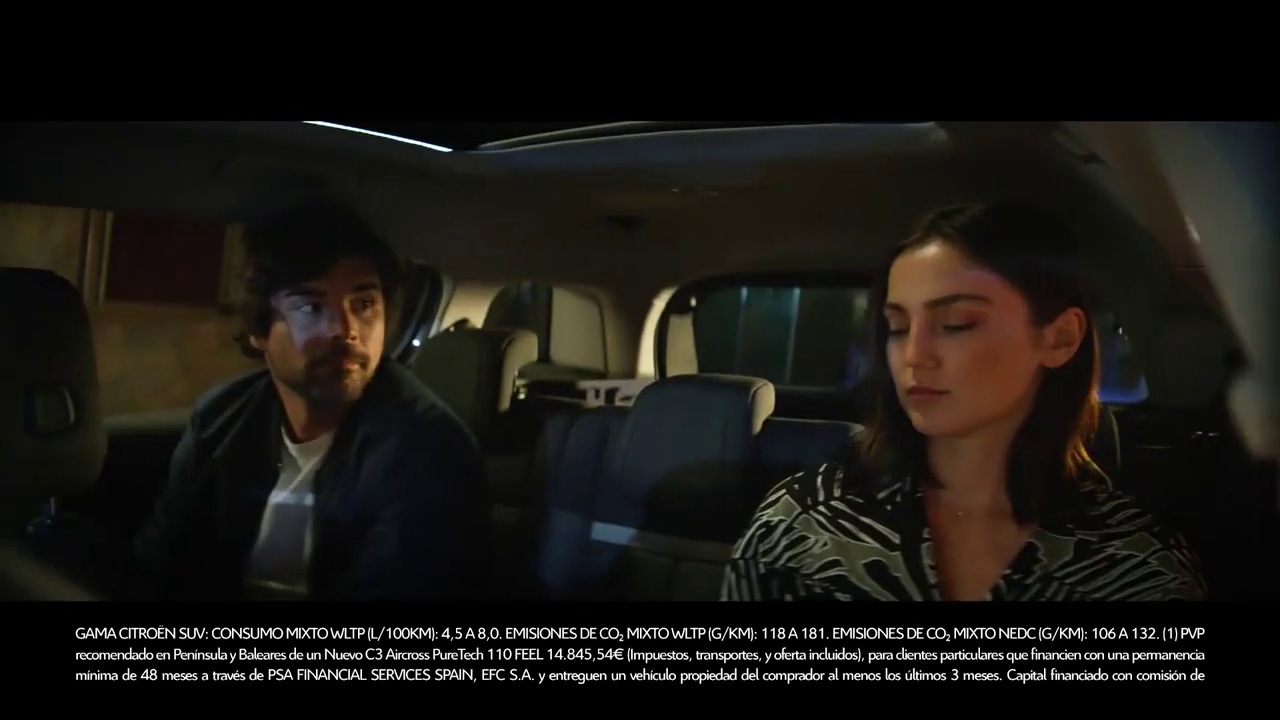 GAMA CITROËN SUV: CONSUMO MIXTO WLTP (L/100KM): 4,5 A 8,0. EMISIONES DE CO₂ MIXTO WLTP (G/KM): 118 A 181. EMISIONES DE CO₂ MIXTO NEDC (G/KM): 106 A 132. (1) PVP
recomendado en Península y Baleares de un Nuevo C3 Aircross PureTech 110 FEEL 14.845,54€ (Impuestos, transportes, y oferta incluidos), para clientes particulares que financien con una permanencia
mínima de 48 meses a través de PSA FINANCIAL SERVICES SPAIN, EFC S.A. y entreguen un vehículo propiedad del comprador al menos los últimos 3 meses. Capital financiado con comisión de